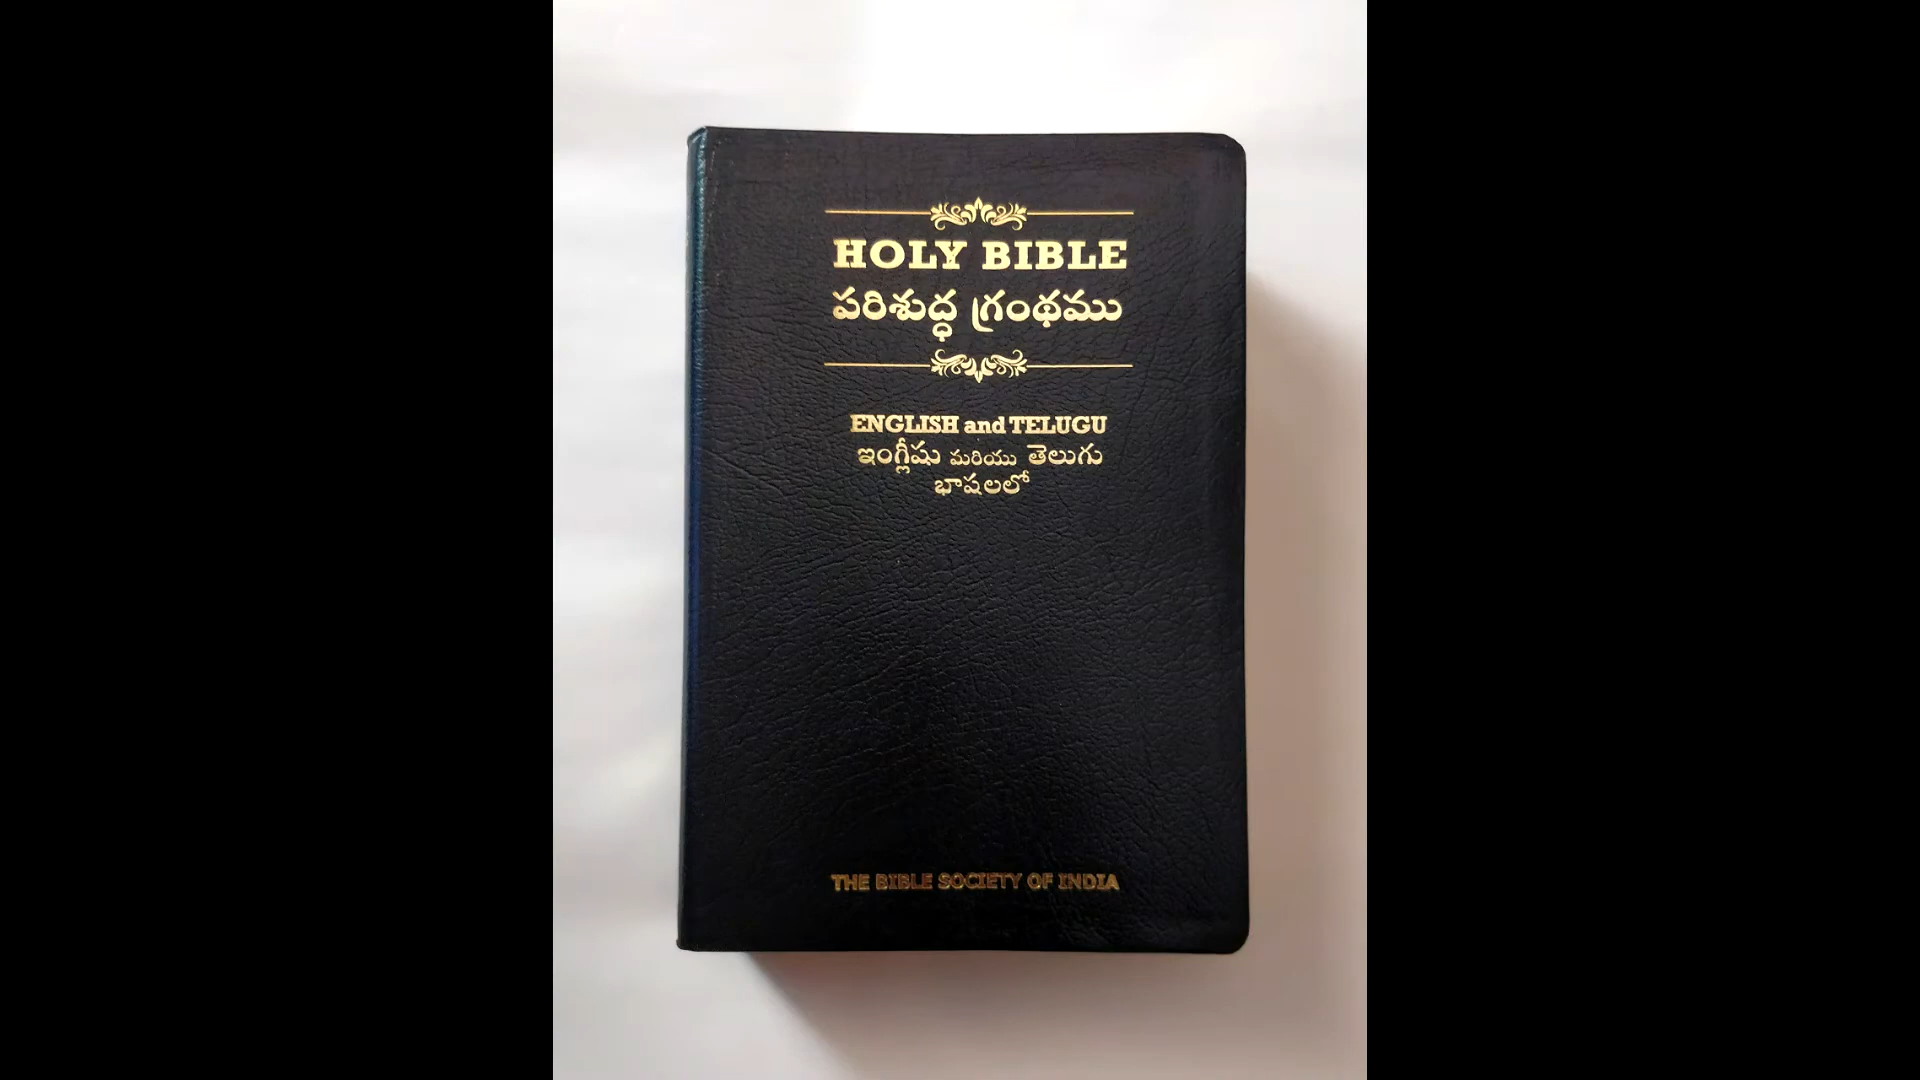 HOLY BIBLE
పరిశుద్ధ గ్రంథము
ENGLISH and TELUGU
ఇంగ్లీషు మరియు తెలుగు
భాషలలో
THE BIBLE SOCIETY OF INDIA